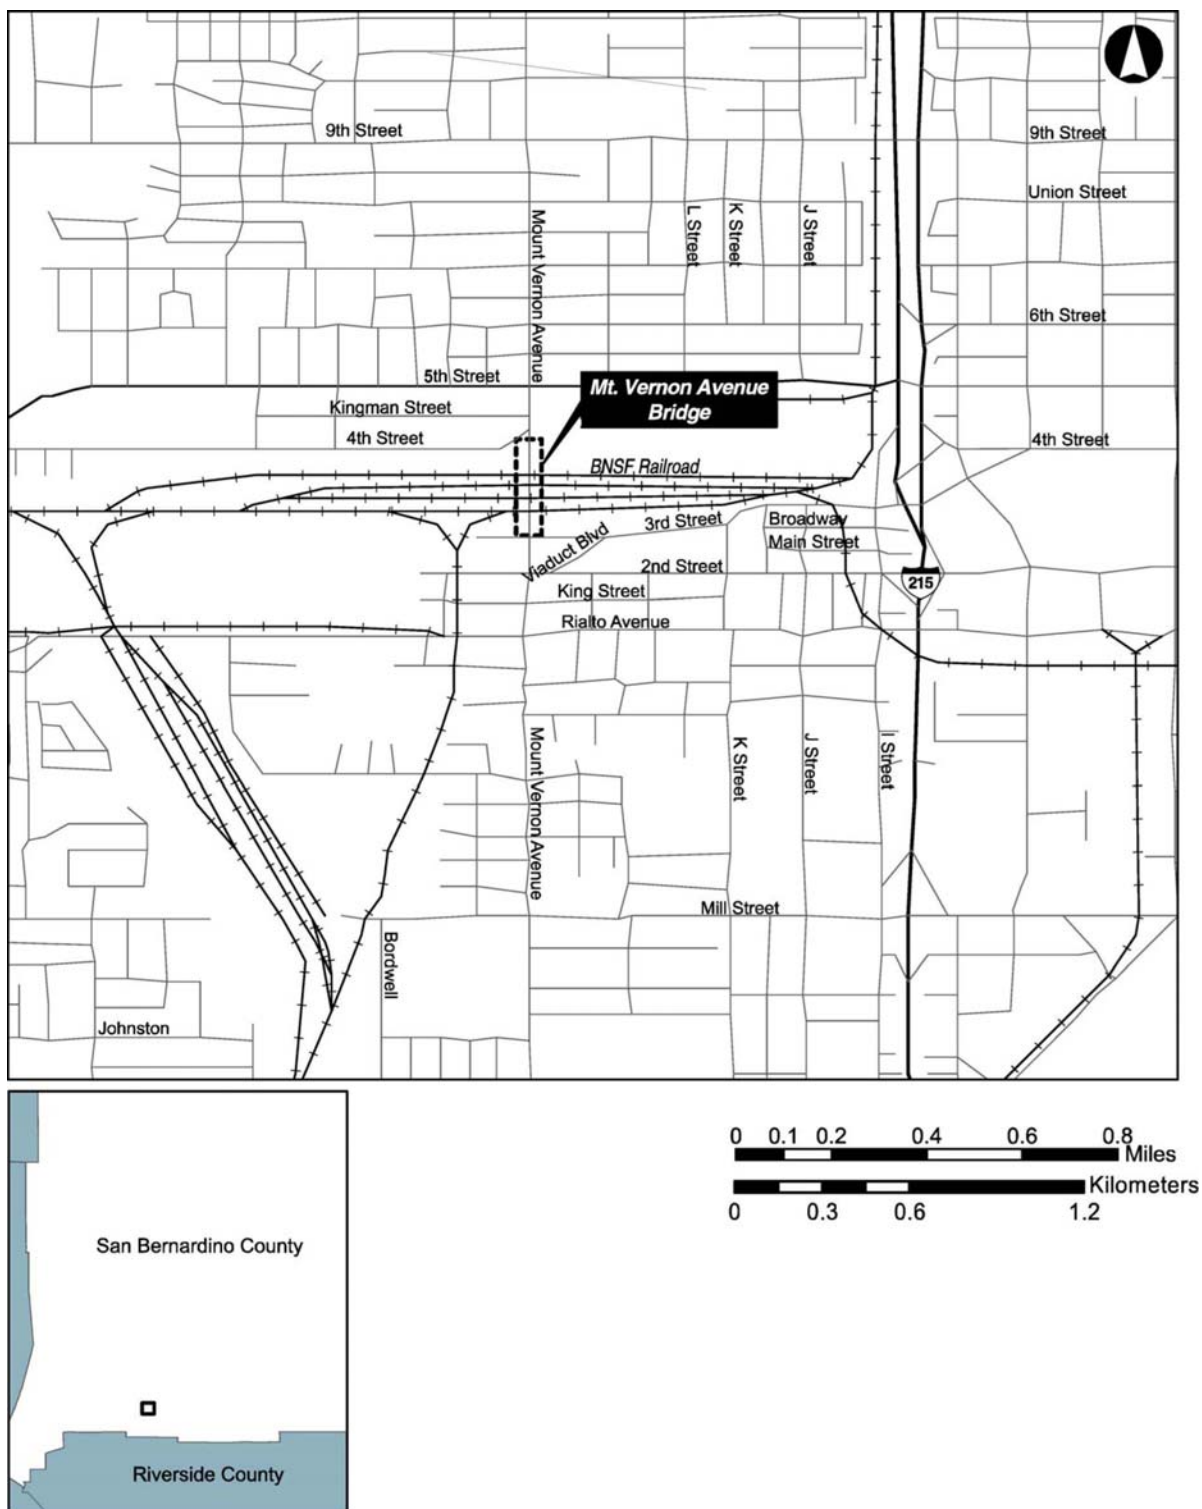 9th Street
9th Street
Union Street
L Street
K Street
J Street
Mount Vernon Avenue
6th Street
5th Street
Mt. Vernon Avenue
Bridge
Kingman Street
4th Street
4th Street
BNSF Railroad
3rd Street
Broadway
Viaduct Blvd
Main Street
2nd Street
215
King Street
Rialto Avenue
Mount Vernon Avenue
K Street
J Street
I Street
Mill Street
Bordwell
Johnston
0 0.1 0.2 0.4 0.6 0.8
Miles
Kilometers
0 0.3 0.6 1.2
San Bernardino County
Riverside County